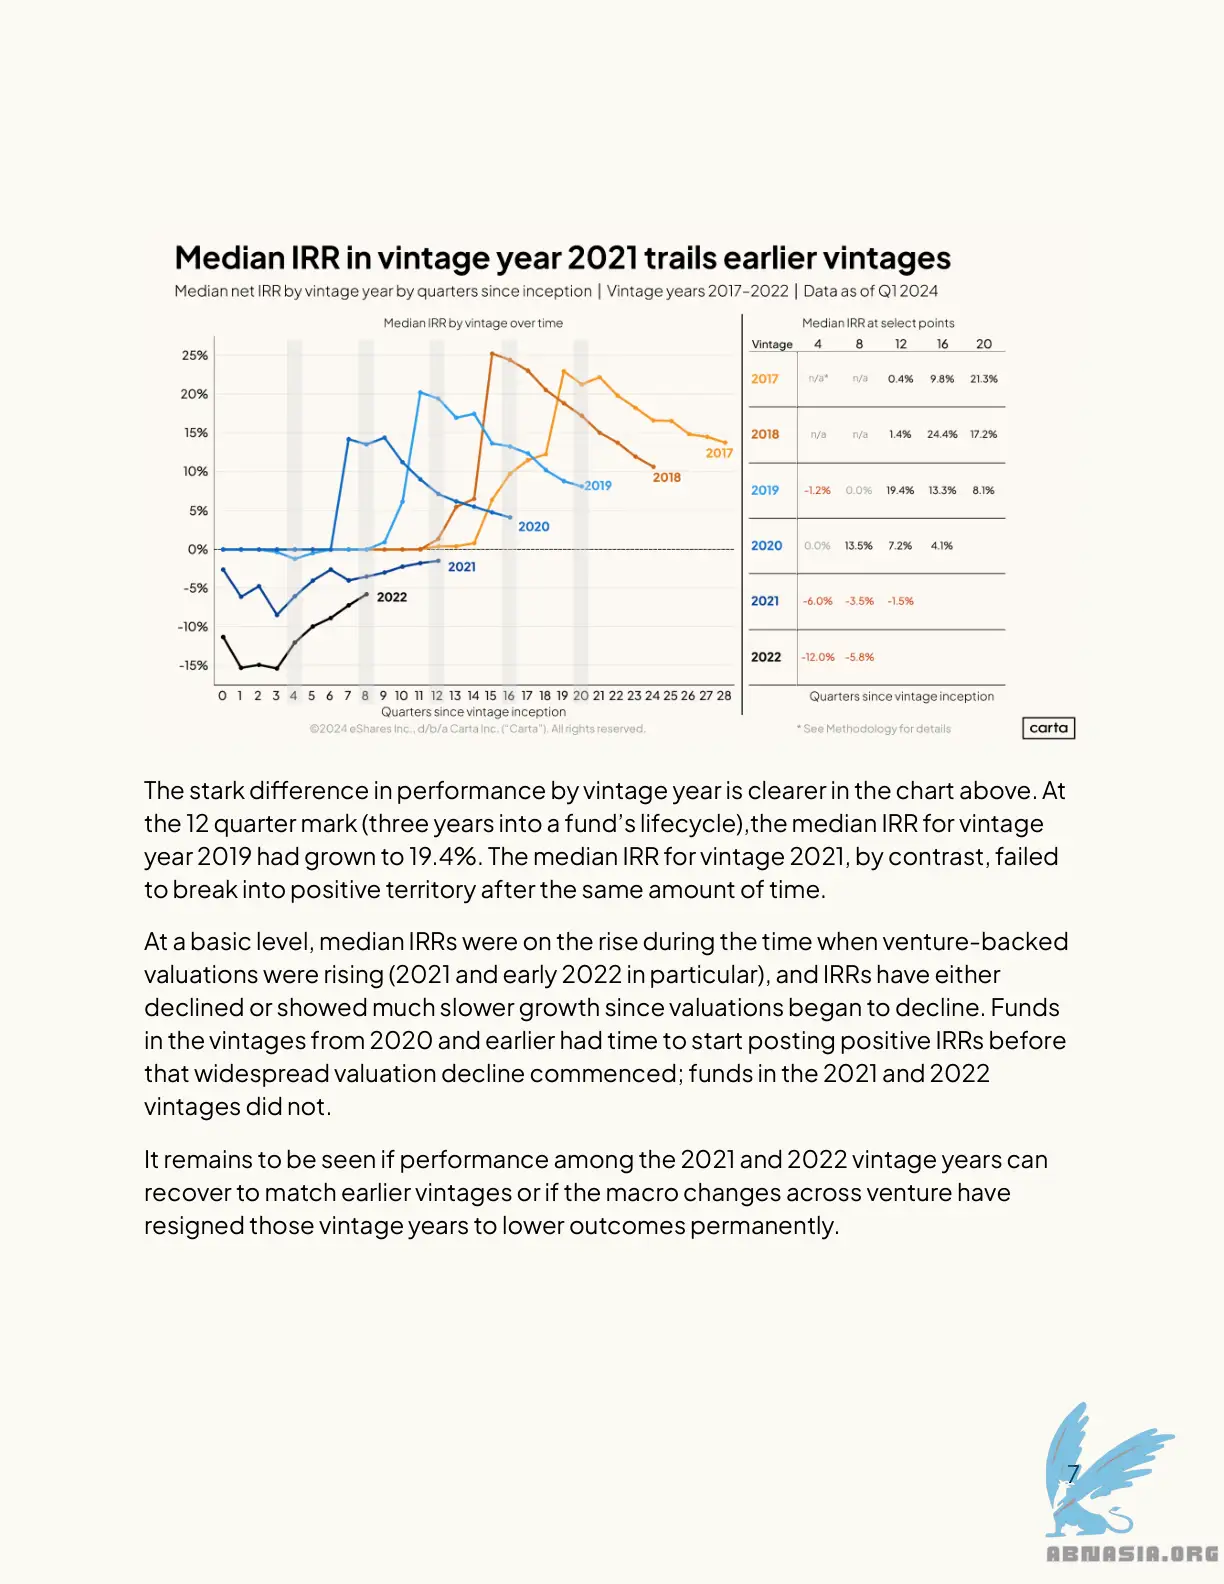 Median IRR in vintage year 2021 trails earlier vintages
Median net IRR by vintage year by quarters since inception | Vintage years 2017–2022 | Data as of Q1 2024
Median IRR by vintage over time
25%
20%
15%
10%
5%
0%
-5%
-10%
-15%
2017
2018
2019
2020
2021
2022
0 1 2 3 4 5 6 7 8 9 10 11 12 13 14 15 16 17 18 19 20 21 22 23 24 25 26 27 28
Quarters since vintage inception
©2024 eShares Inc., d/b/a Carta Inc. ("Carta"). All rights reserved.
Median IRR at select points
Vintage 4 8 12 16 20
2017 n/a* n/a 0.4% 9.8% 21.3%
2018 n/a n/a 1.4% 24.4% 17.2%
2019 -1.2% 0.0% 19.4% 13.3% 8.1%
2020 0.0% 13.5% 7.2% 4.1%
2021 -6.0% -3.5% -1.5%
2022 -12.0% -5.8%
Quarters since vintage inception
* See Methodology for details
carta
The stark difference in performance by vintage year is clearer in the chart above. At
the 12 quarter mark (three years into a fund's lifecycle),the median IRR for vintage
year 2019 had grown to 19.4%. The median IRR for vintage 2021, by contrast, failed
to break into positive territory after the same amount of time.
At a basic level, median IRRs were on the rise during the time when venture-backed
valuations were rising (2021 and early 2022 in particular), and IRRs have either
declined or showed much slower growth since valuations began to decline. Funds
in the vintages from 2020 and earlier had time to start posting positive IRRs before
that widespread valuation decline commenced; funds in the 2021 and 2022
vintages did not.
It remains to be seen if performance among the 2021 and 2022 vintage years can
recover to match earlier vintages or if the macro changes across venture have
resigned those vintage years to lower outcomes permanently.
7
ABNASIA.ORG